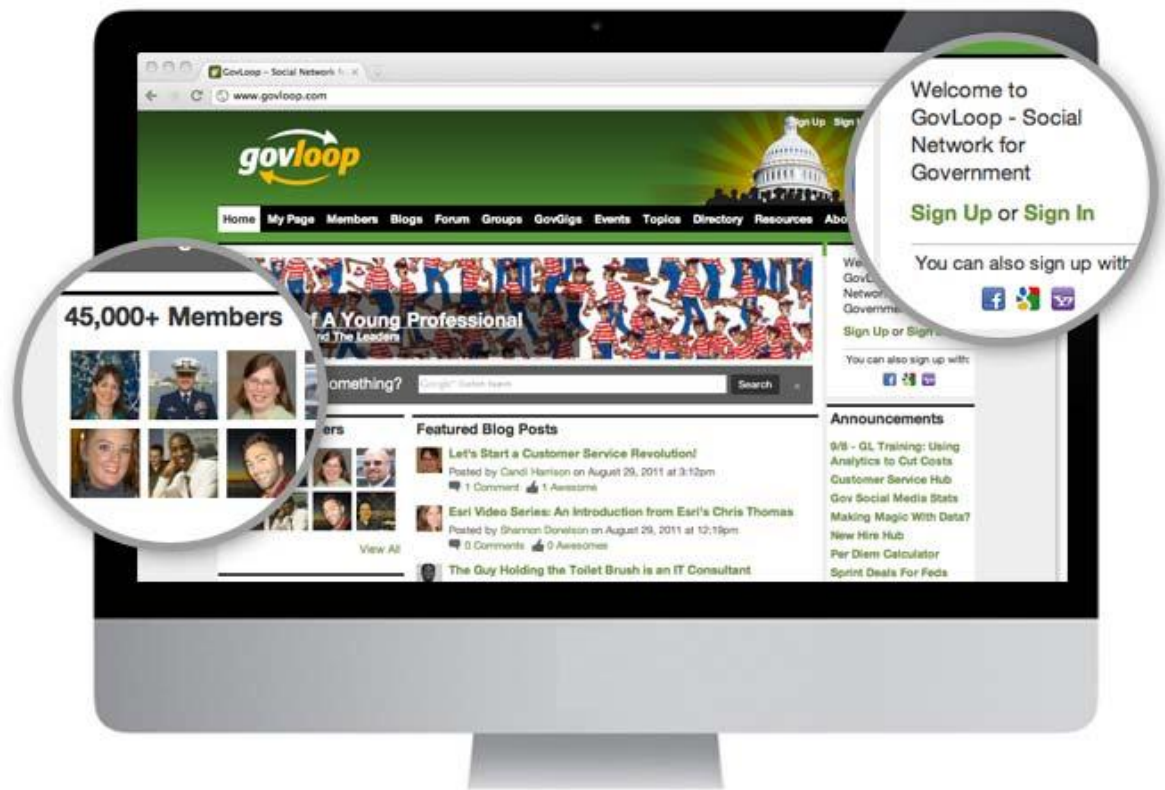 GovLoop - Social Network
www.govloop.com
govloop
Sign Up Sign
Home My Page Members Blogs Forum Groups GovGigs Events Topics Directory Resources Abo
Welcome to
GovLoop - Social
Network for
Government
Sign Up or Sign In
You can also sign up with
45,000+ Members
f A Young Professional
nd The Leaders
omething?
Search
We
GovL
Networ
Governme
Sign Up or Sign
You can also sign up with:
ers
View All
Featured Blog Posts
Let's Start a Customer Service Revolution!
Posted by Candi Harrison on August 29, 2011 at 3:12pm
1 Comment 1 Awesome
Esri Video Series: An Introduction from Esri's Chris Thomas
Posted by Shannon Donelson on August 29, 2011 at 12:19pm
0 Comments 0 Awesomes
The Guy Holding the Toilet Brush is an IT Consultant
Announcements
9/8 - GL Training: Using
Analytics to Cut Costs
Customer Service Hub
Gov Social Media Stats
Making Magic With Data?
New Hire Hub
Per Diem Calculator
Sprint Deals For Feds